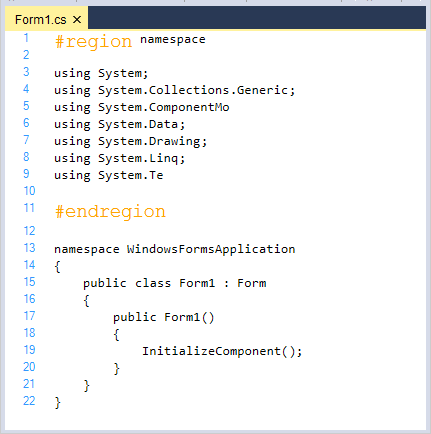 Form1.cs ×
1 #region namespace
2
3 using System;
4 using System.Collections.Generic;
5 using System.ComponentMo
6 using System.Data;
7 using System.Drawing;
8 using System.Linq;
9 using System.Te
10
11 #endregion
12
13 namespace WindowsFormsApplication
14 {
15     public class Form1 : Form
16     {
17         public Form1()
18         {
19             InitializeComponent();
20         }
21     }
22 }